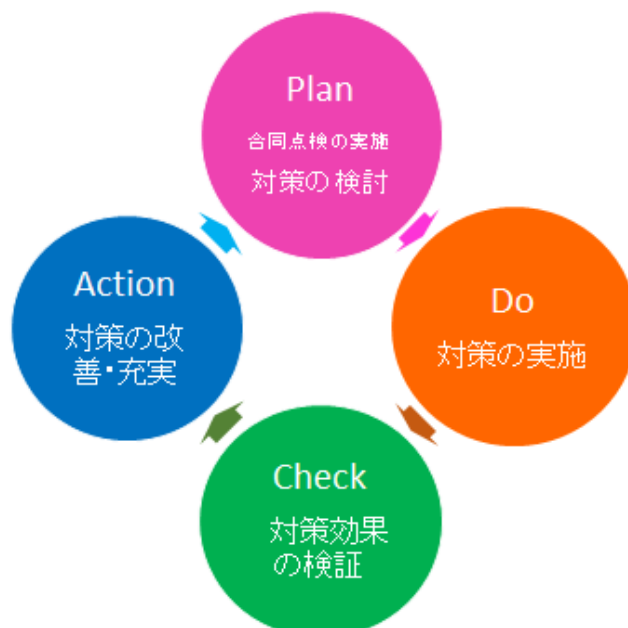 Plan
合同点検の実施
対策の検討
Action
対策の改
善・充実
Do
対策の実施
Check
対策効果
の検証